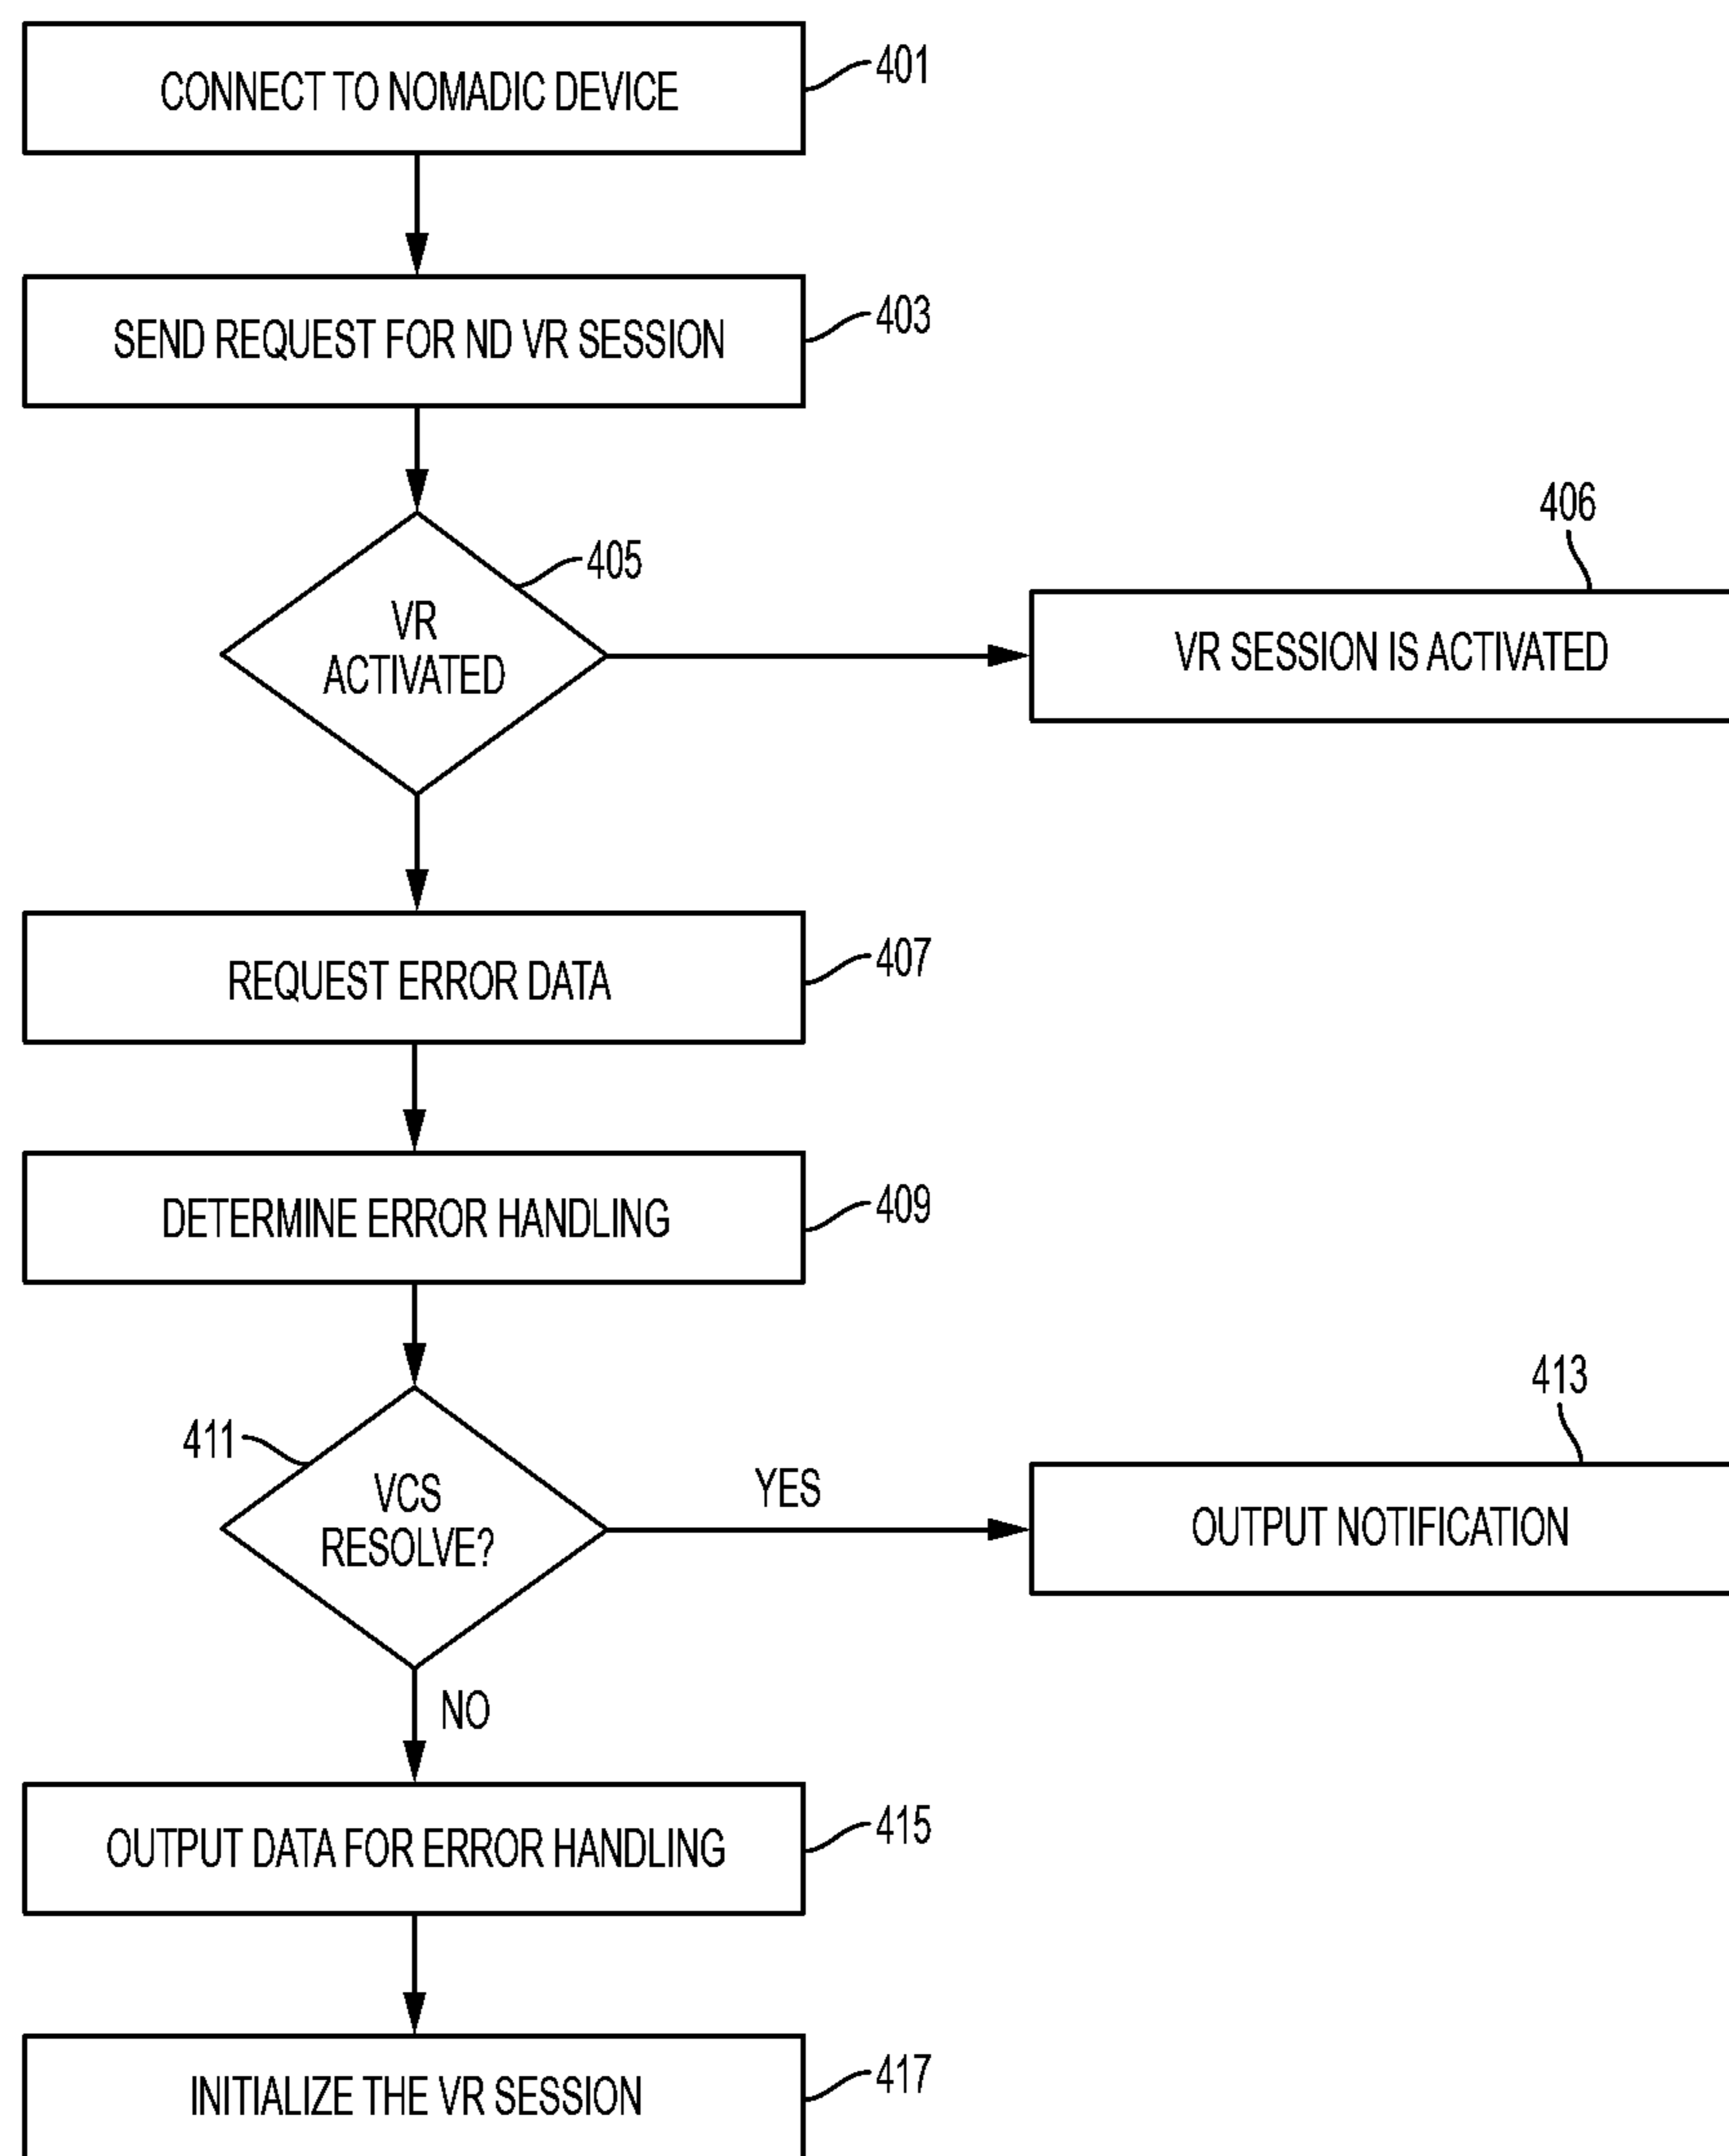 CONNECT TO NOMADIC DEVICE
401
SEND REQUEST FOR ND VR SESSION
403
405
VR
ACTIVATED
406
VR SESSION IS ACTIVATED
REQUEST ERROR DATA
407
DETERMINE ERROR HANDLING
409
411
VCS
RESOLVE?
YES
413
OUTPUT NOTIFICATION
NO
OUTPUT DATA FOR ERROR HANDLING
415
INITIALIZE THE VR SESSION
417